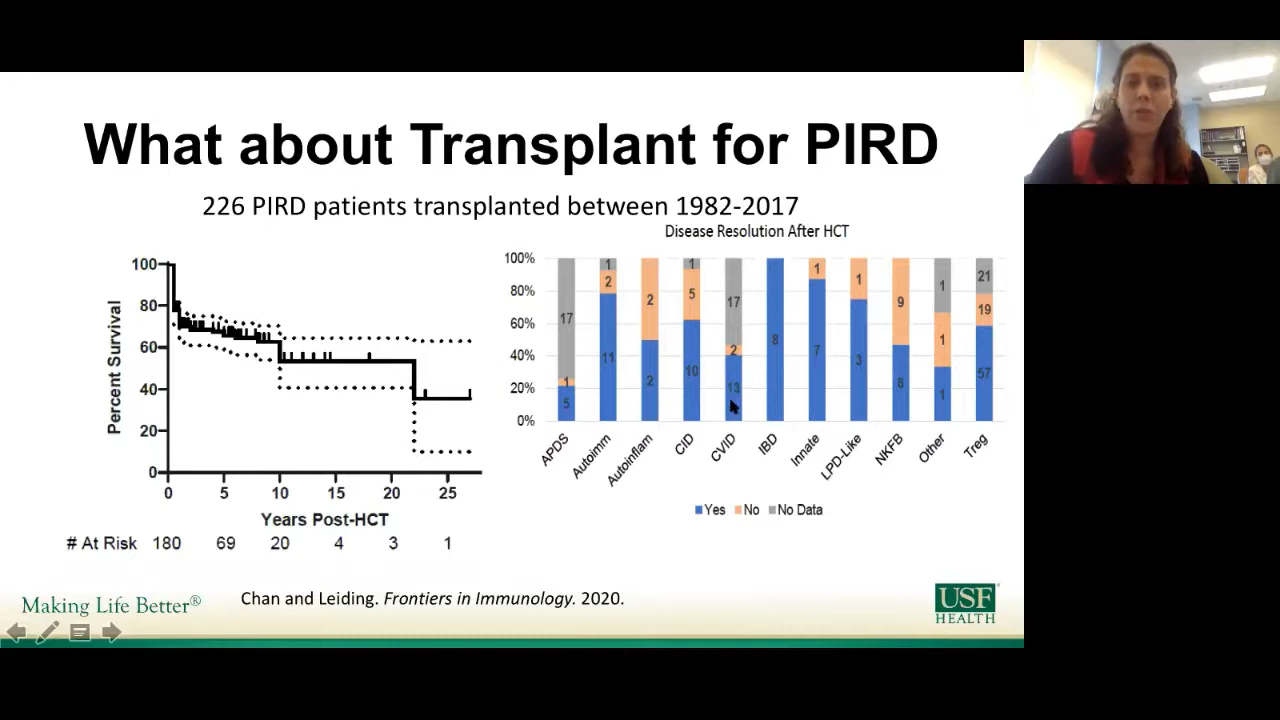 What about Transplant for PIRD
226 PIRD patients transplanted between 1982-2017
Disease Resolution After HCT
Percent Survival
100
80
60
40
20
0
0 5 10 15 20 25
Years Post-HCT
# At Risk 180 69 20 4 3 1
100%
80%
60%
40%
20%
0%
17 1 5
1 2 11
2 2
1 5 10
17 2 13
8
1 7
1 3
9 8
1 1 1
21 19 57
APDS Autoimm Autoinflam CID CVID IBD Innate LPD-Like NKFB Other Treg
Yes No No Data
Chan and Leiding. Frontiers in Immunology. 2020.
Making Life Better®
USF
HEALTH